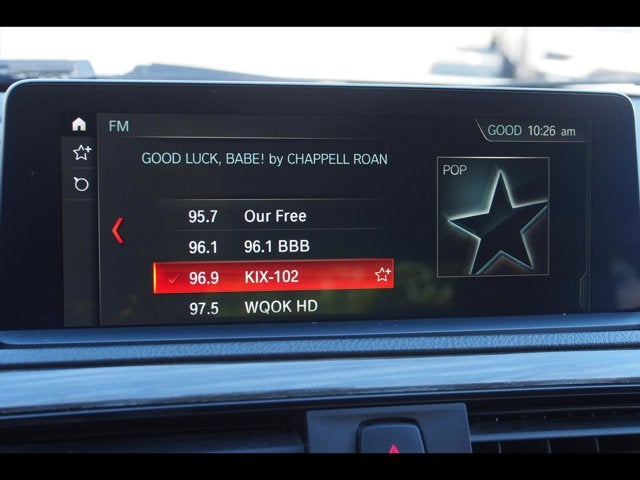 FM
GOOD 10:26 am
GOOD LUCK, BABE! by CHAPPELL ROAN
POP
95.7 Our Free
96.1 96.1 BBB
96.9 KIX-102
97.5 WQOK HD